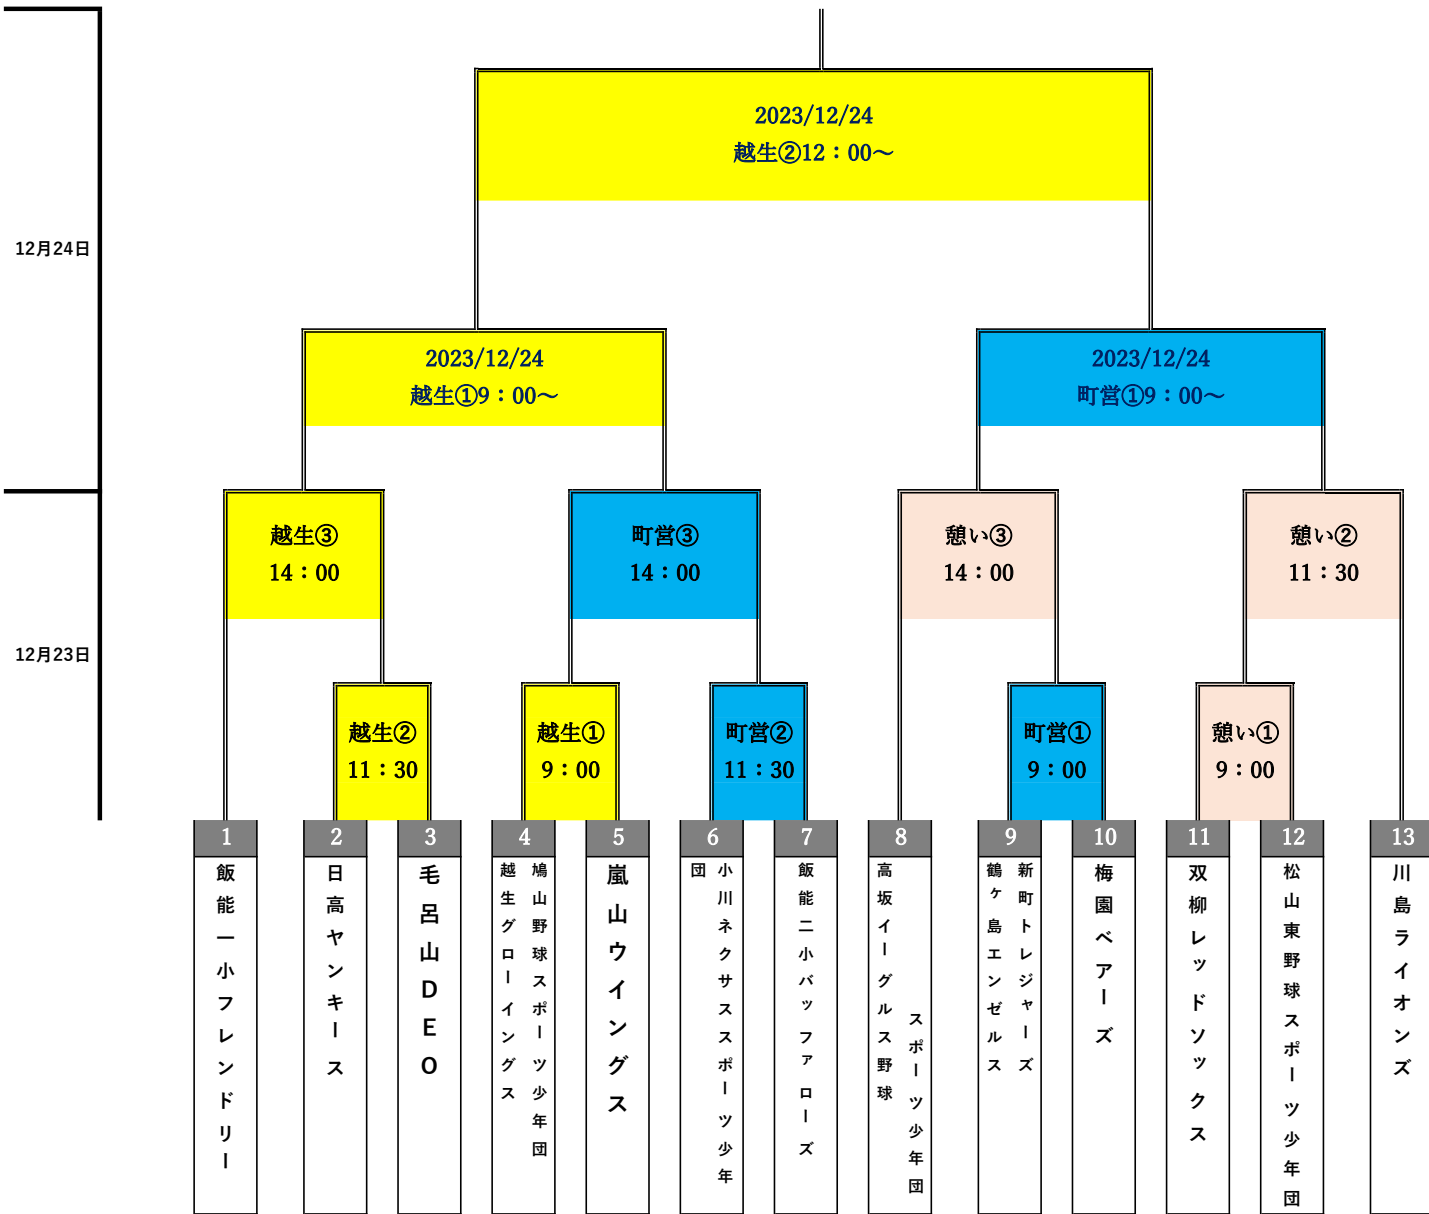 2023/12/24
越生②12：00～
12月24日
2023/12/24
越生①9：00～
2023/12/24
町営①9：00～
越生③
14：00
町営③
14：00
憩い③
14：00
憩い②
11：30
12月23日
越生②
11：30
越生①
9：00
町営②
11：30
町営①
9：00
憩い①
9：00
1
2
3
4
5
6
7
8
9
10
11
12
13
飯能一小フレンドリー
日高ヤンキース
毛呂山DEO
鳩山野球スポーツ少年団
越生グローイングス
嵐山ウイングス
小川ネクサススポーツ少年
団
飯能二小バッファローズ
高坂イーグルス野球
スポーツ少年団
新町トレジャーズ
鶴ヶ島エンゼルス
梅園ベアーズ
双柳レッドソックス
松山東野球スポーツ少年団
川島ライオンズ